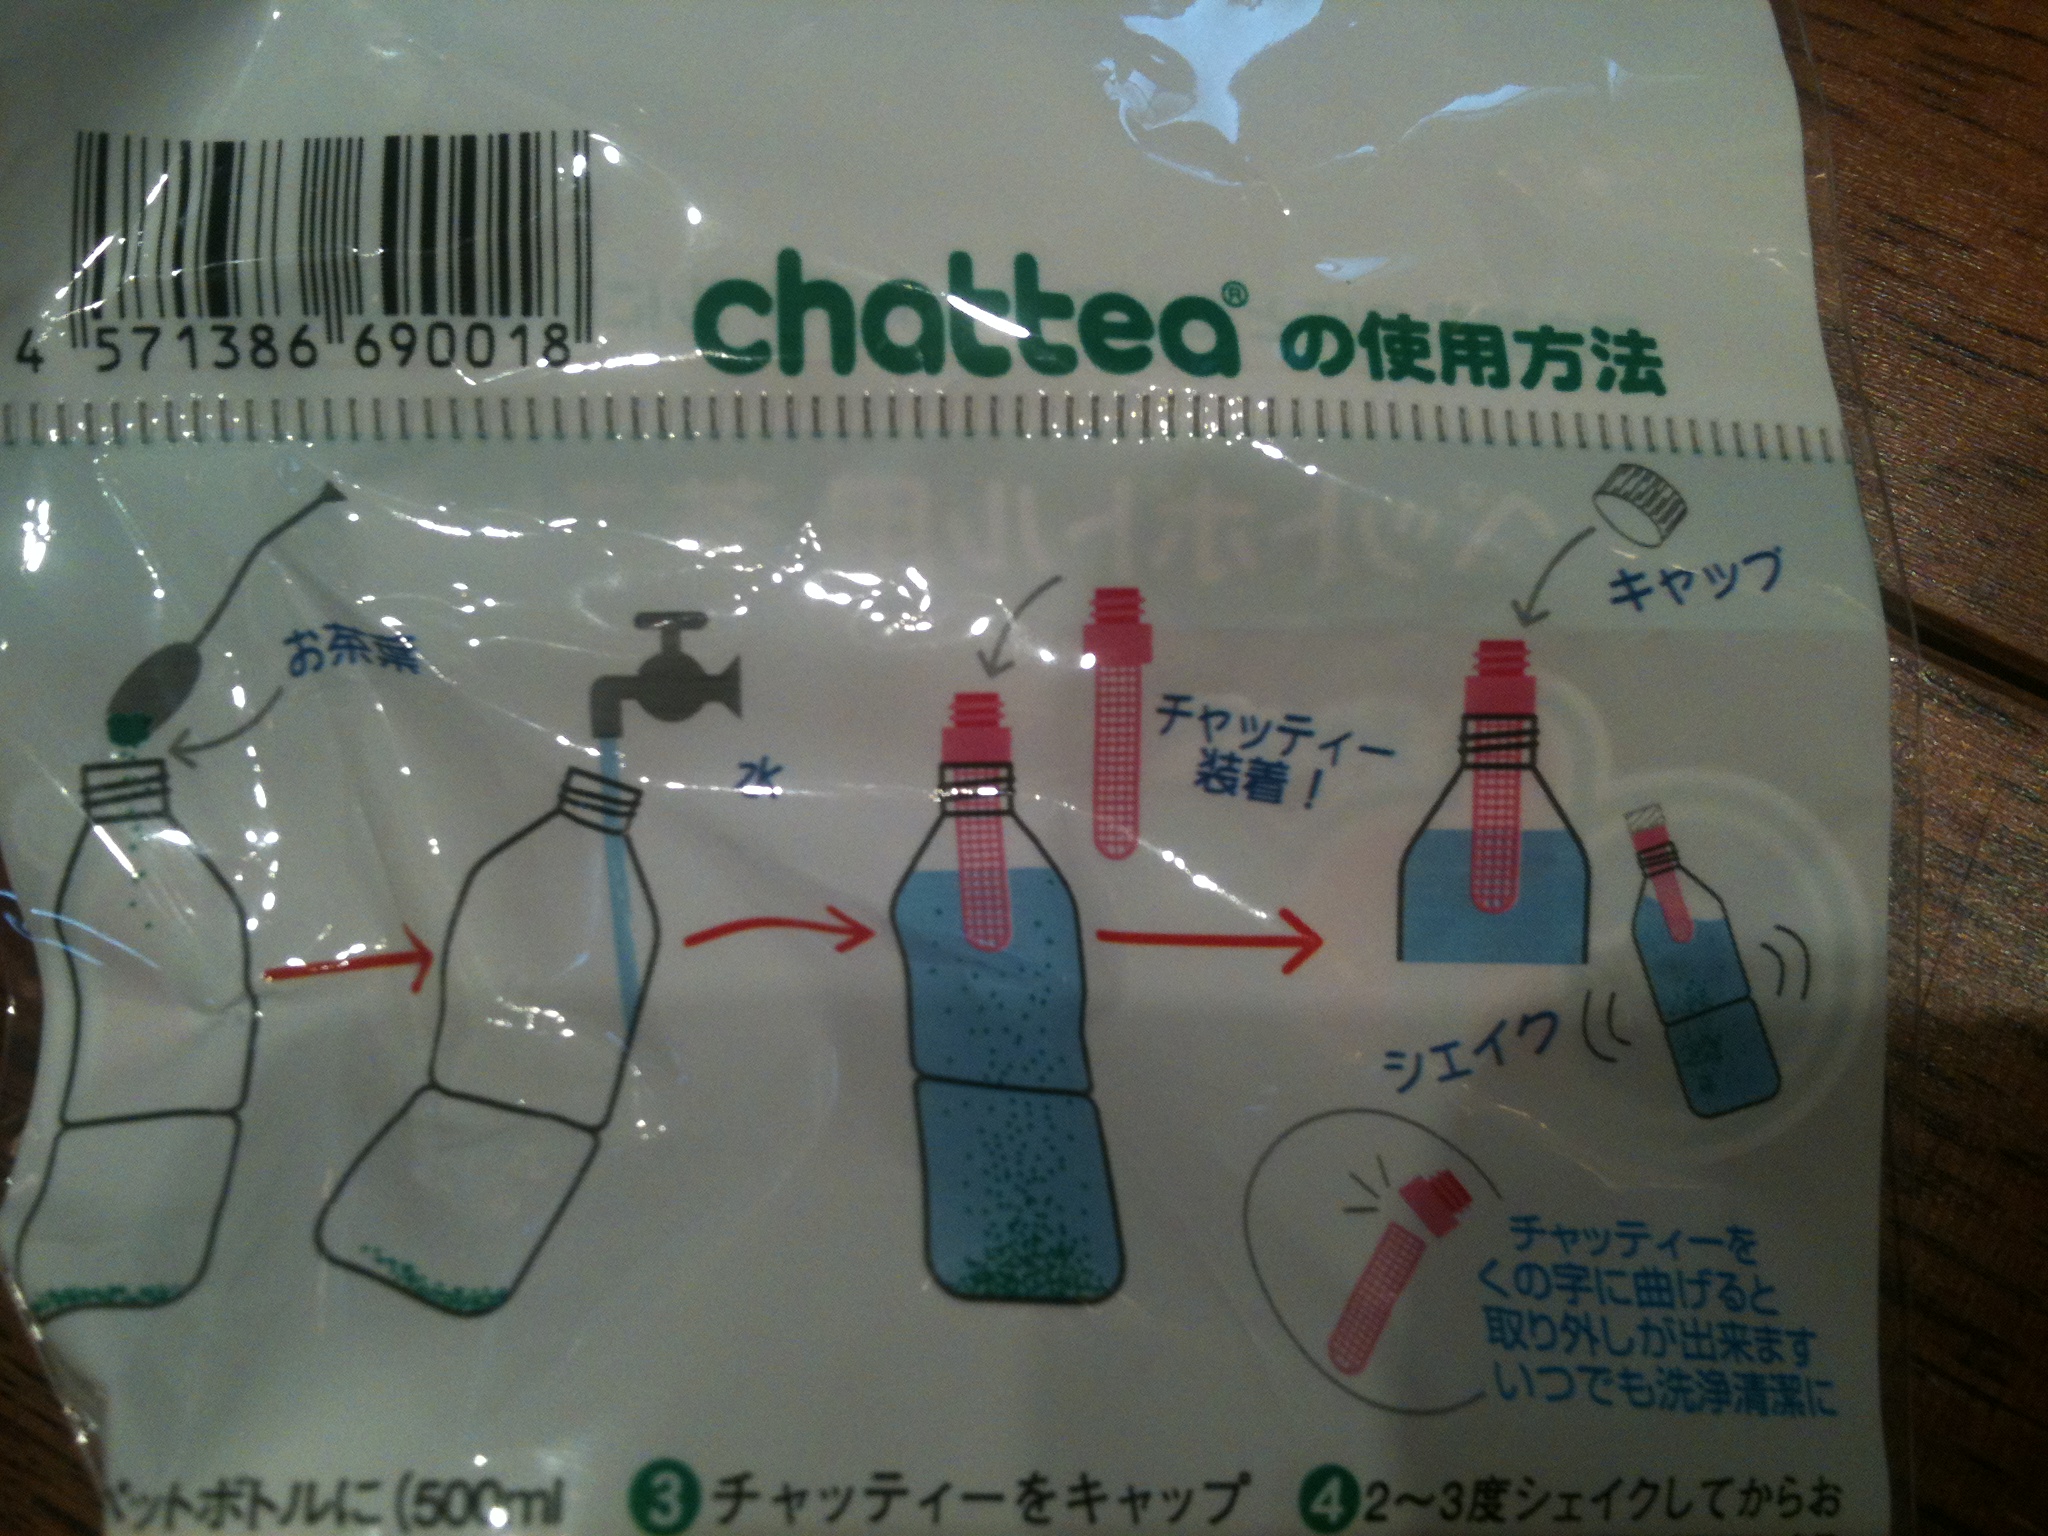 4 571386 690018
chattea® の使用方法
お茶葉
水
チャッティー
装着！
キャップ
シェイク
チャッティーを
くの字に曲げると
取り外しが出来ます
いつでも洗浄清潔に
ペットボトルに(500ml
❸チャッティーをキャップ
❹2〜3度シェイクしてからお